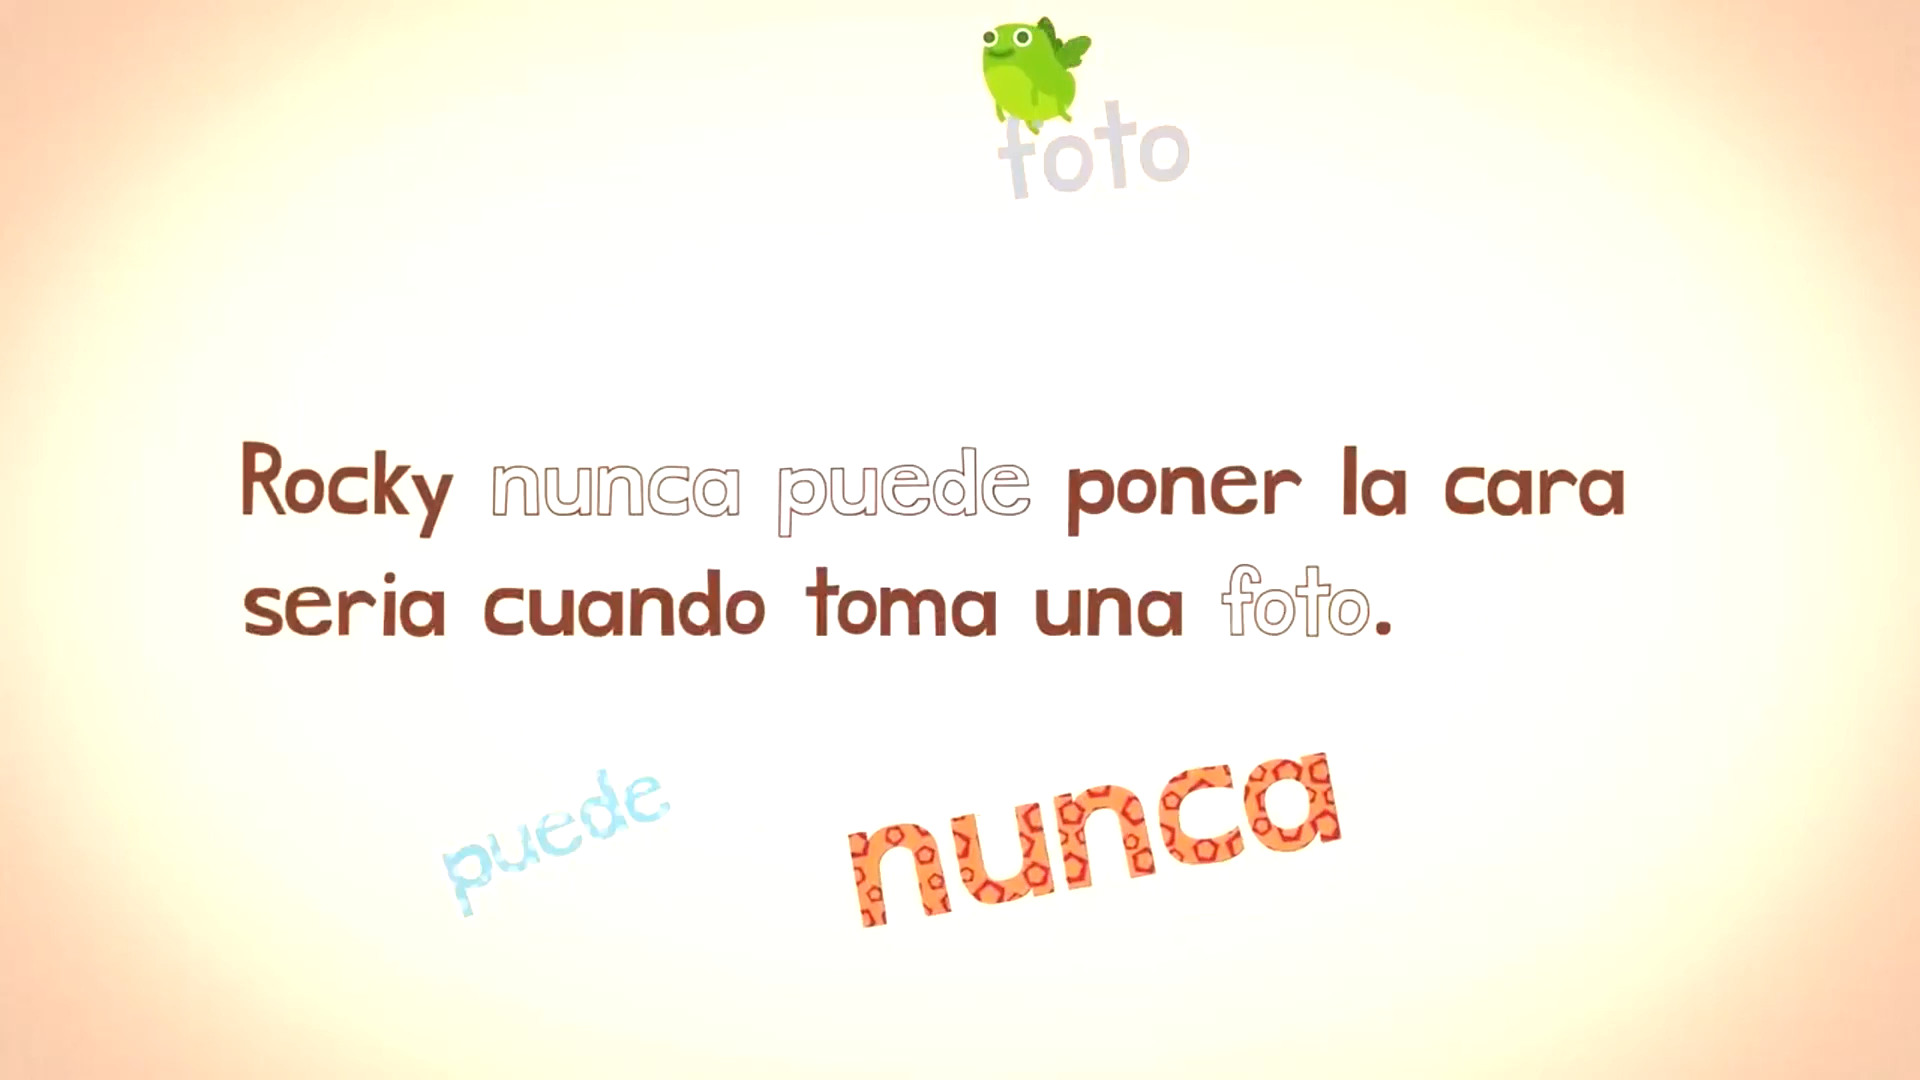 foto
Rocky nunca puede poner la cara
seria cuando toma una foto.
puede
nunca